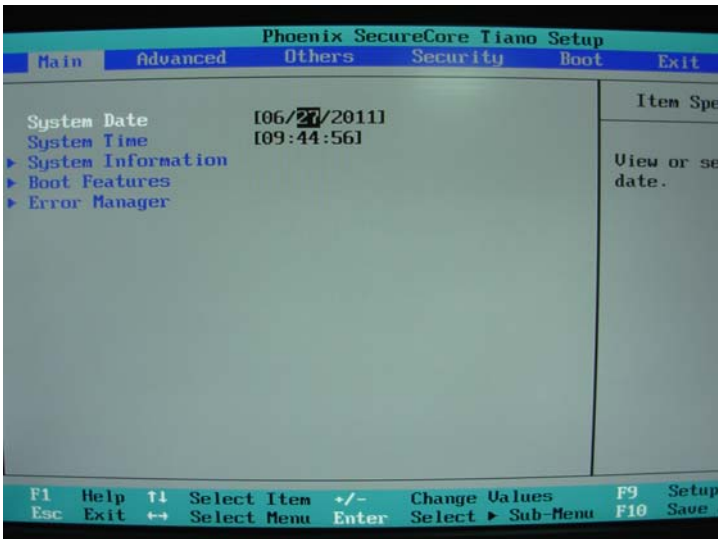 Phoenix SecureCore Tiano Setup
Main Advanced Others Security Boot Exit
Item Spe
System Date [06/27/2011]
System Time [09:44:56]
▶ System Information
▶ Boot Features
▶ Error Manager
View or se
date.
F1 Help ↑↓ Select Item +/- Change Values F9 Setup
Esc Exit ↔ Select Menu Enter Select ▶ Sub-Menu F10 Save